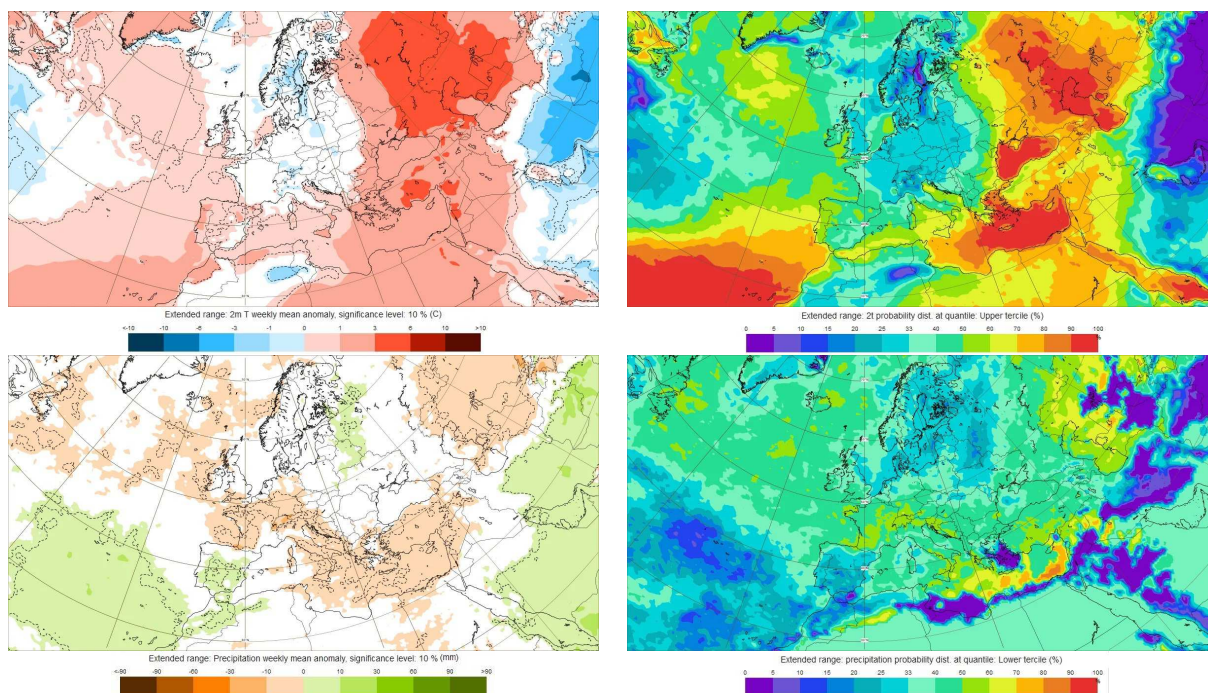 Extended range: 2m T weekly mean anomaly, significance level: 10 % (C)
<-10 -10 -6 -3 -1 0 1 3 6 10 >10
Extended range: 2t probability dist. at quantile: Upper tercile (%)
0 5 10 15 20 25 30 35 40 50 60 70 80 90 100
%
Extended range: Precipitation weekly mean anomaly, significance level: 10 % (mm)
<-90 -90 -60 -30 -10 0 10 30 60 90 >90
Extended range: precipitation probability dist. at quantile: Lower tercile (%)
0 5 10 15 20 25 30 35 40 50 60 70 80 90 100
%